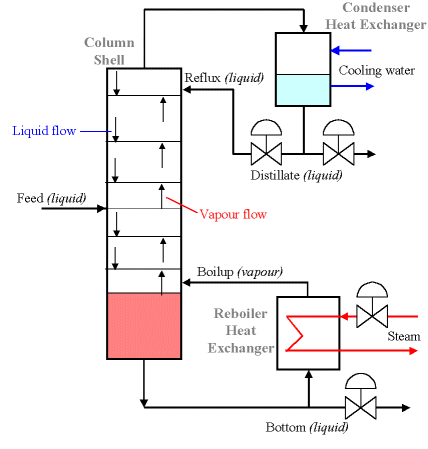 Condenser
Heat Exchanger
Column
Shell
Reflux (liquid)
Cooling water
Liquid flow
Distillate (liquid)
Feed (liquid)
Vapour flow
Boilup (vapour)
Reboiler
Heat
Exchanger
Steam
Bottom (liquid)